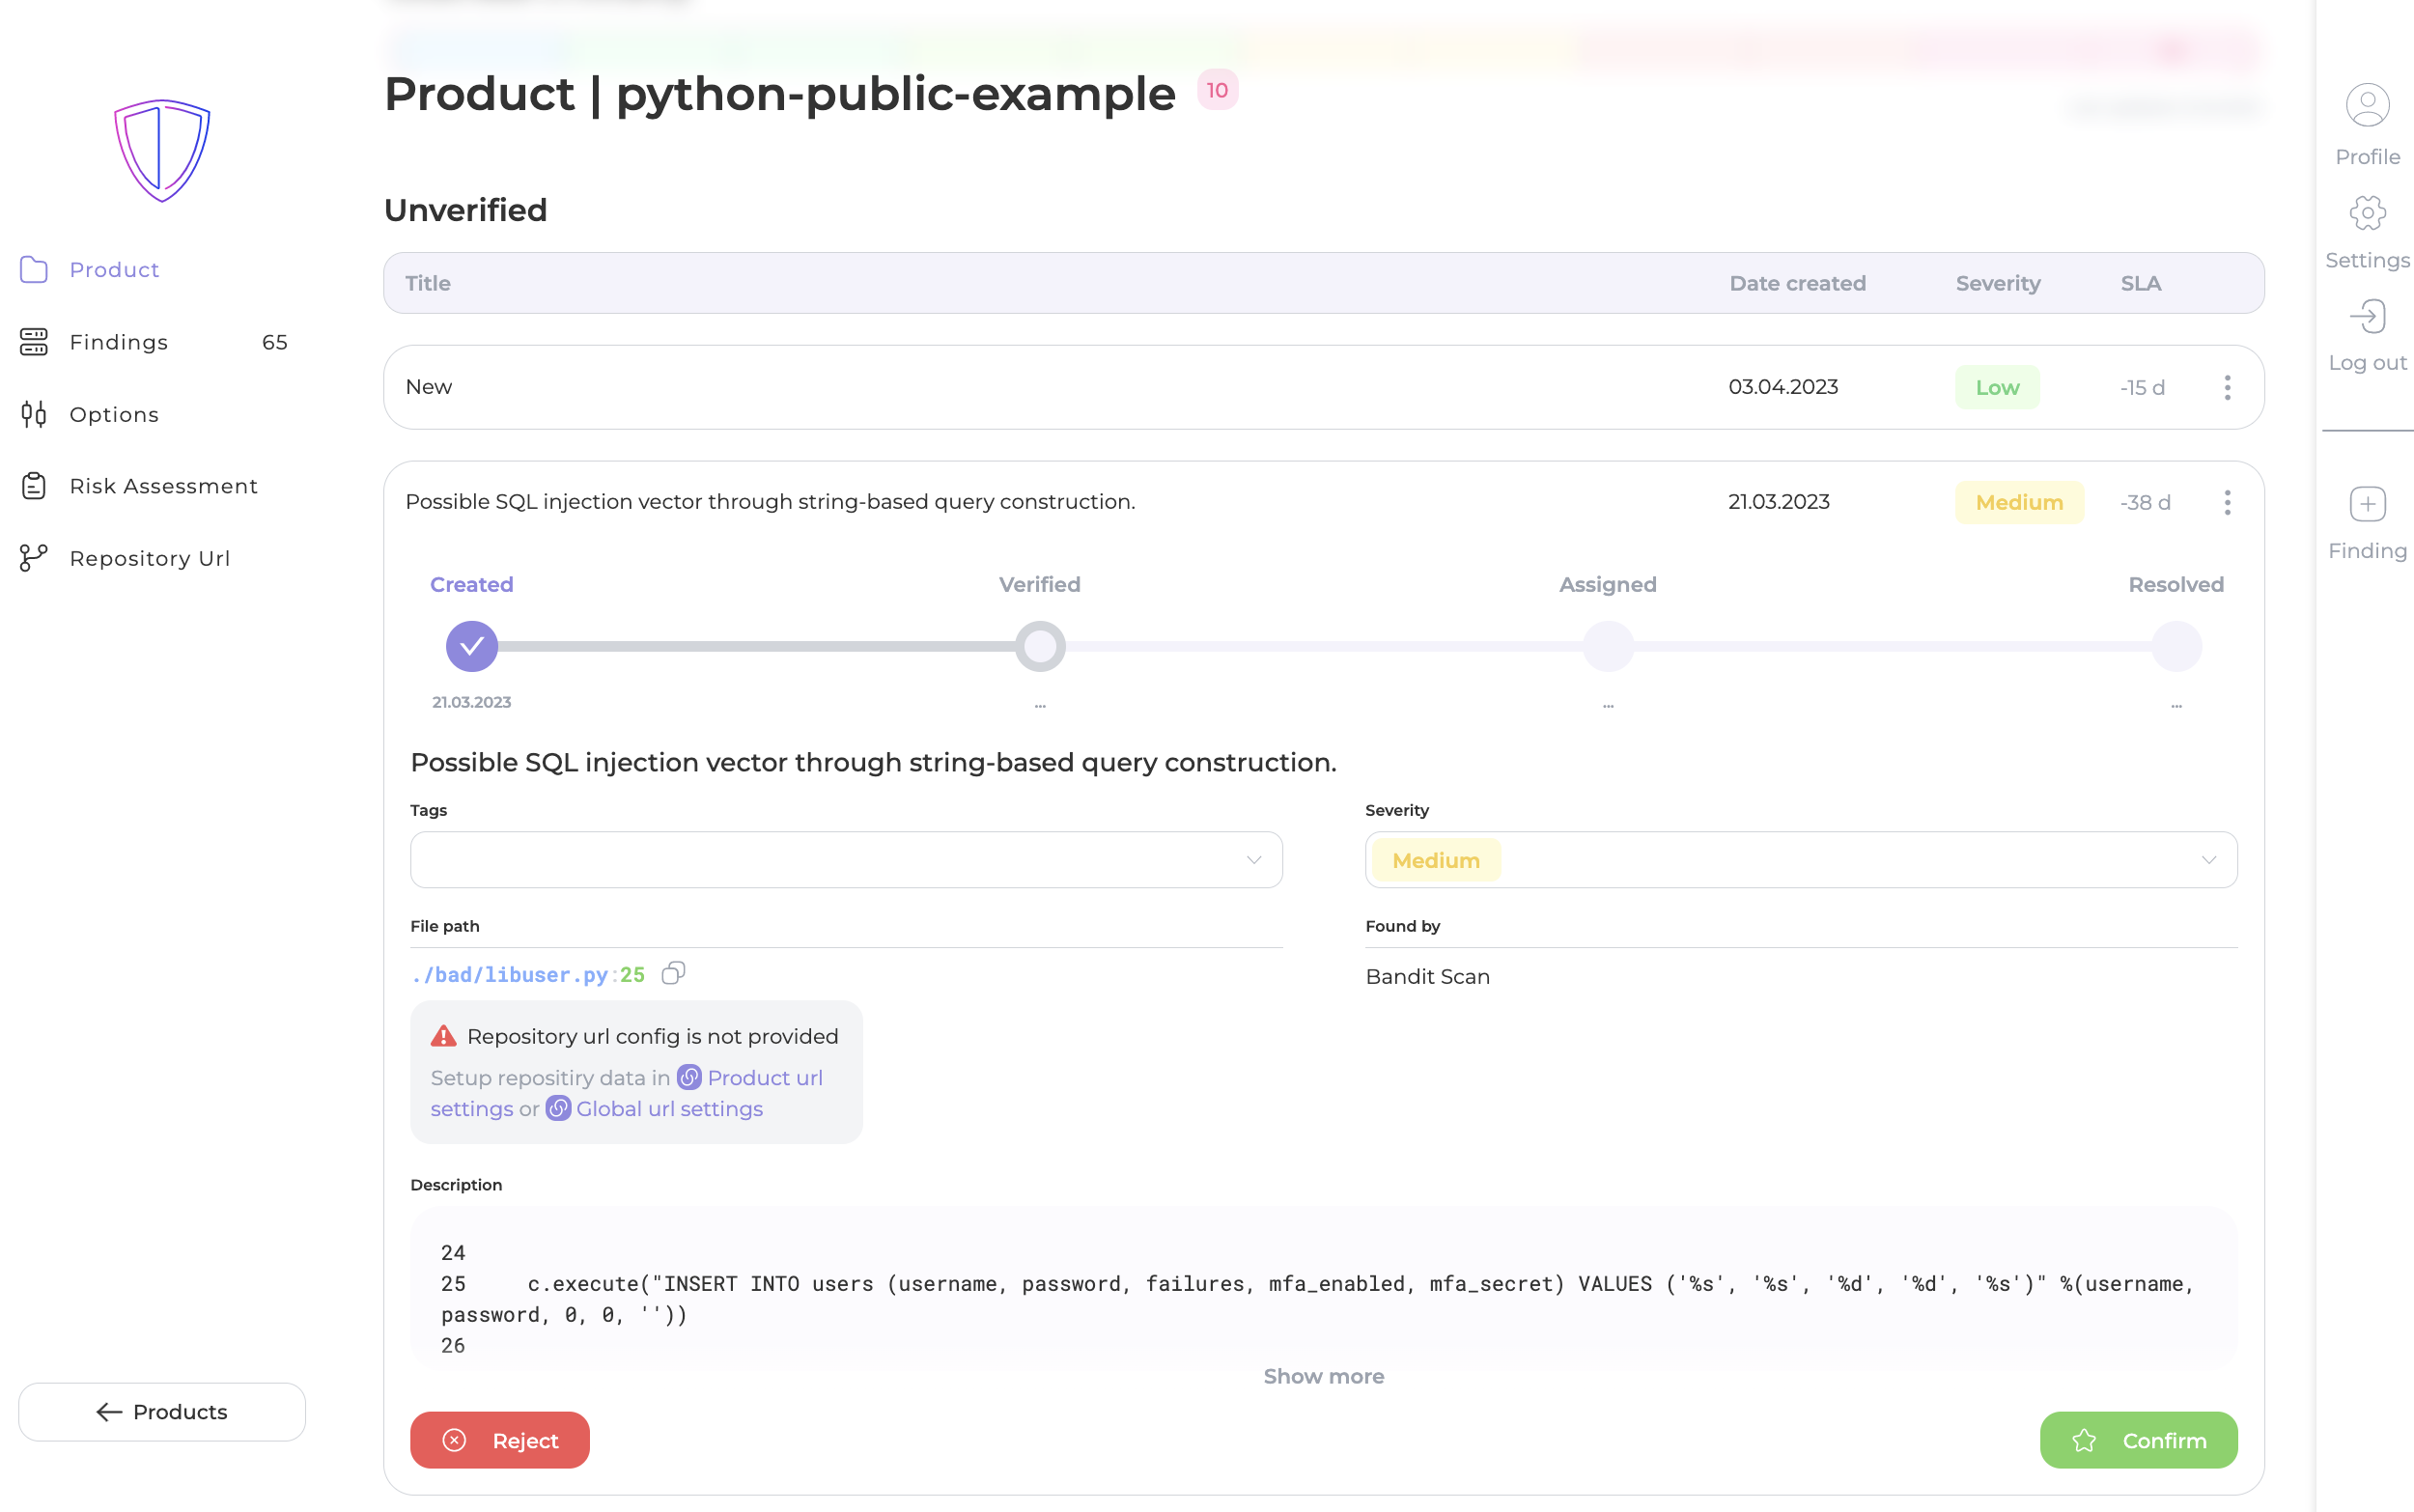 Product | python-public-example 10
Product
Findings 65
Options
Risk Assessment
Repository Url
Products
Unverified
Title Date created Severity SLA
New 03.04.2023 Low -15 d
Possible SQL injection vector through string-based query construction. 21.03.2023 Medium -38 d
Created Verified Assigned Resolved
21.03.2023 ... ... ...
Possible SQL injection vector through string-based query construction.
Tags Severity
Medium
File path Found by
./bad/libuser.py:25 Bandit Scan
Repository url config is not provided
Setup repositiry data in Product url
settings or Global url settings
Description
24
25     c.execute("INSERT INTO users (username, password, failures, mfa_enabled, mfa_secret) VALUES ('%s', '%s', '%d', '%d', '%s')" %(username,
password, 0, 0, ''))
26
Show more
Reject Confirm
Profile
Settings
Log out
Finding